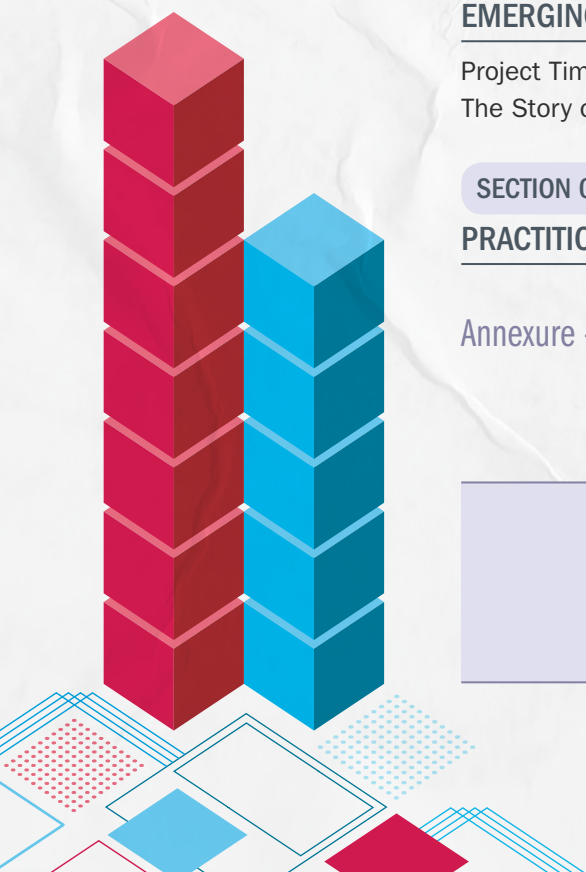 EMERGING
Project Tim
The Story o
SECTION
PRACTITIO
Annexure